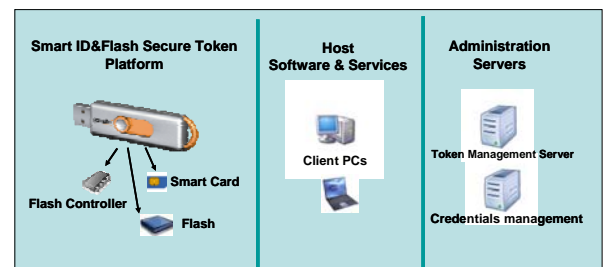 Smart ID&Flash Secure Token
Platform
Smart Card
Flash Controller
Flash
Host
Software & Services
Client PCs
Administration
Servers
Token Management Server
Credentials management